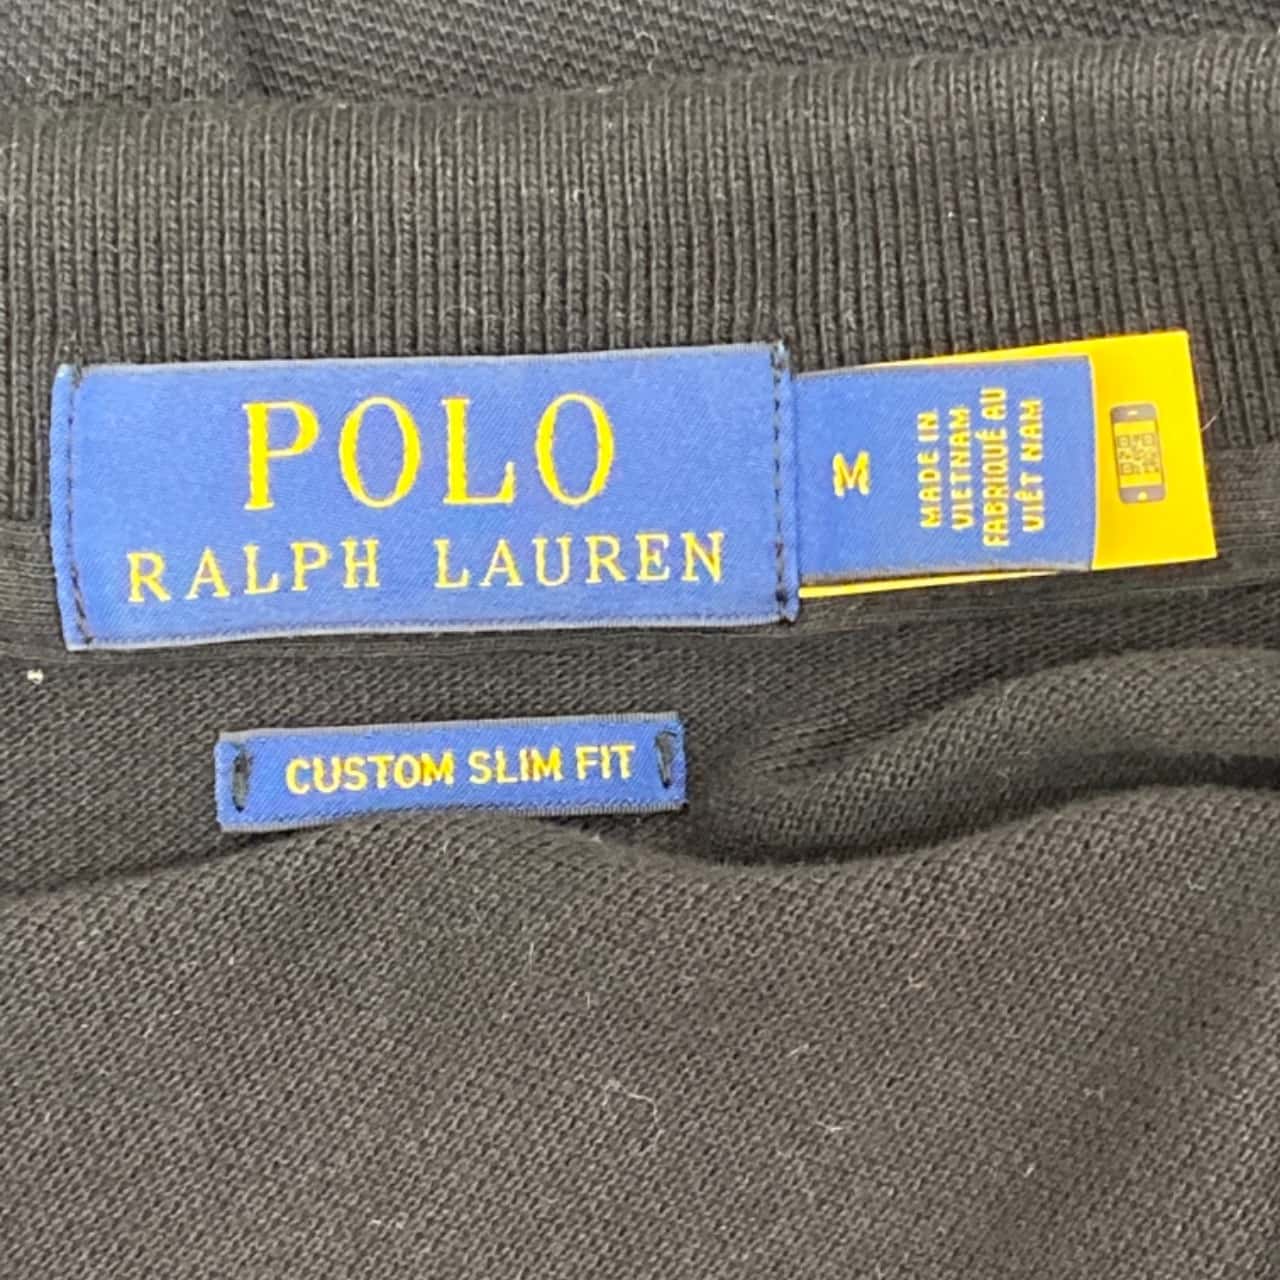 POLO
RALPH LAUREN
M
MADE IN
VIETNAM
FABRIQUÉ AU
VIÊT NAM
CUSTOM SLIM FIT